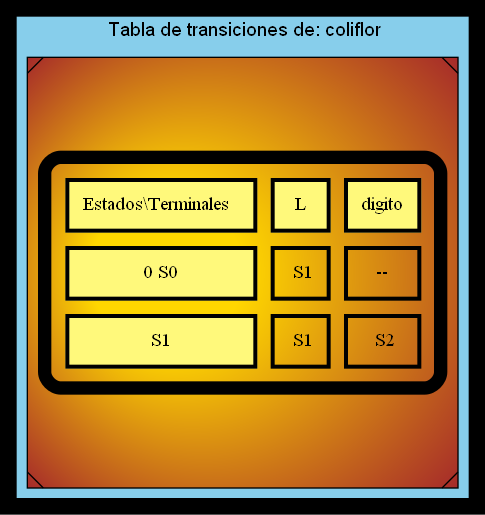 Tabla de transiciones de: coliflor
Estados\Terminales L digito
0 S0 S1 --
S1 S1 S2